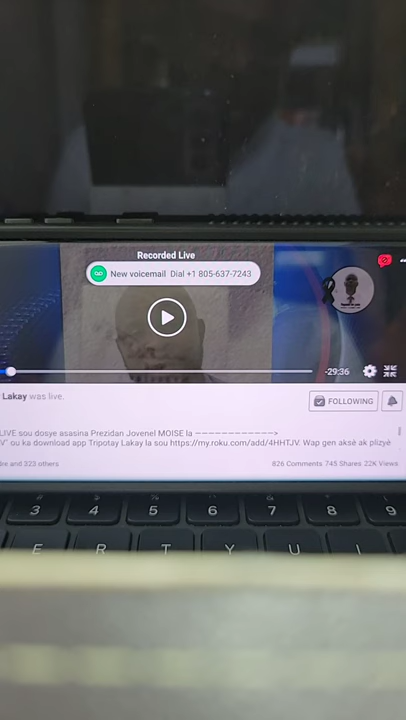 Recorded Live
New voicemail Dial +1 805-637-7243
-29:36
Lakay was live.
FOLLOWING
LIVE sou dosye asasina Prezidan Jovenel MOISE la ——————————>
V" ou ka download app Tripotay Lakay la sou https://my.roku.com/add/4HHTJV. Wap gen aksè ak plizyè
and 323 others
826 Comments 745 Shares 22K Views
3 4 5 6 7 8 9
E R T Y U I